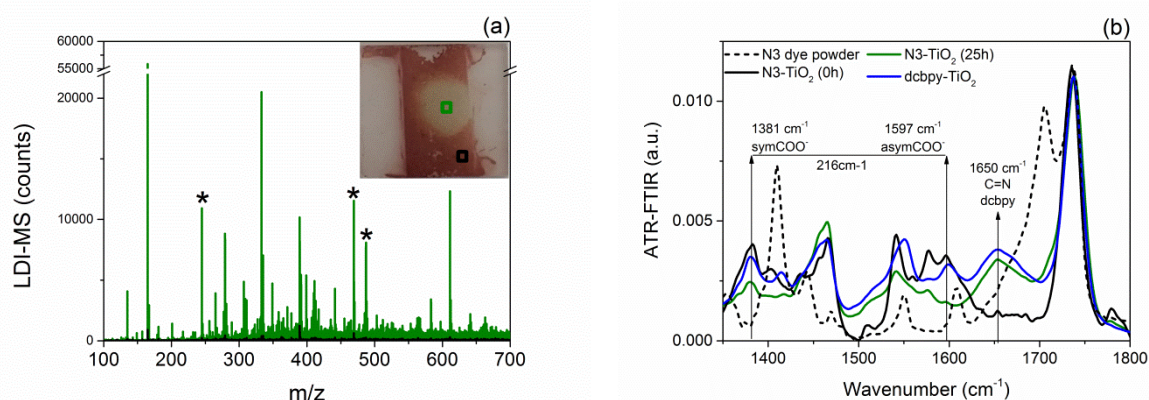 (a)
60000
55000
20000
10000
0
LDI-MS (counts)
*
*
*
100 200 300 400 500 600 700
m/z
(b)
N3 dye powder
N3-TiO2 (0h)
N3-TiO2 (25h)
dcbpy-TiO2
0.010
0.005
0.000
ATR-FTIR (a.u.)
1381 cm-1
symCOO-
216cm-1
1597 cm-1
asymCOO-
1650 cm-1
C=N
dcbpy
1400 1500 1600 1700 1800
Wavenumber (cm-1)